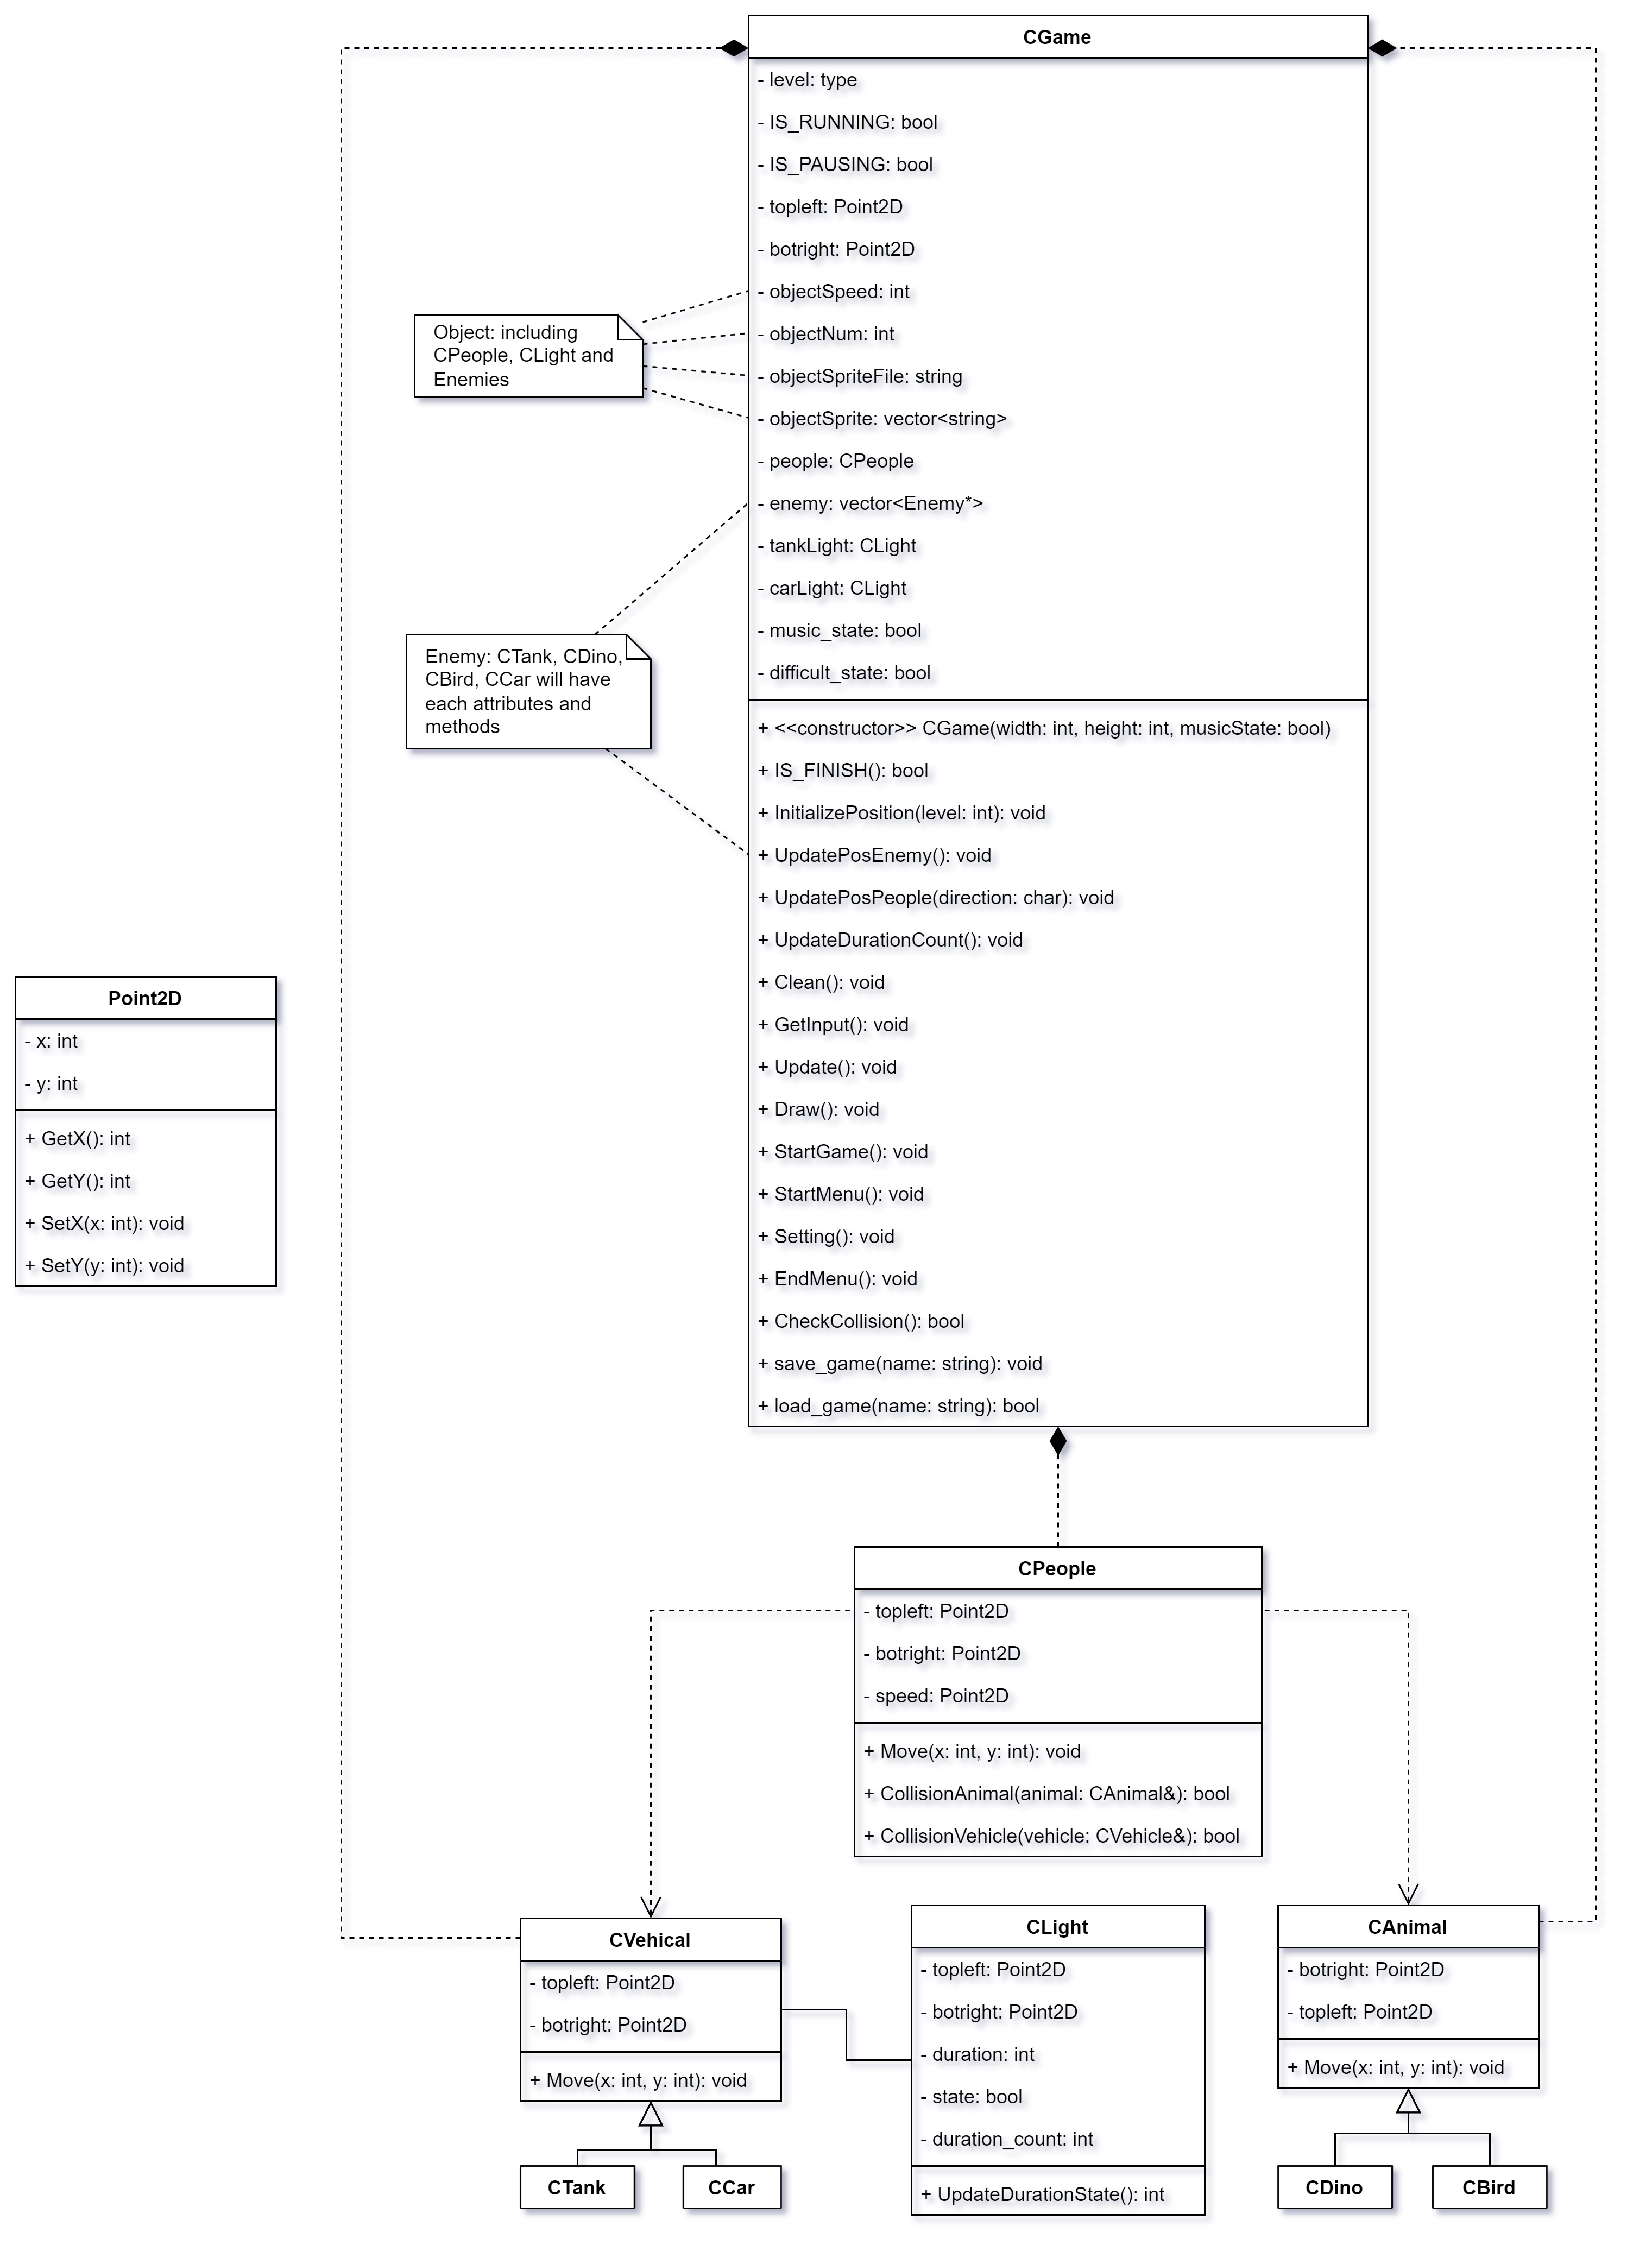 CGame
- level: type
- IS_RUNNING: bool
- IS_PAUSING: bool
- topleft: Point2D
- botright: Point2D
- objectSpeed: int
- objectNum: int
- objectSpriteFile: string
- objectSprite: vector<string>
- people: CPeople
- enemy: vector<Enemy*>
- tankLight: CLight
- carLight: CLight
- music_state: bool
- difficult_state: bool
+ <<constructor>> CGame(width: int, height: int, musicState: bool)
+ IS_FINISH(): bool
+ InitializePosition(level: int): void
+ UpdatePosEnemy(): void
+ UpdatePosPeople(direction: char): void
+ UpdateDurationCount(): void
+ Clean(): void
+ GetInput(): void
+ Update(): void
+ Draw(): void
+ StartGame(): void
+ StartMenu(): void
+ Setting(): void
+ EndMenu(): void
+ CheckCollision(): bool
+ save_game(name: string): void
+ load_game(name: string): bool
Object: including
CPeople, CLight and
Enemies
Enemy: CTank, CDino,
CBird, CCar will have
each attributes and
methods
Point2D
- x: int
- y: int
+ GetX(): int
+ GetY(): int
+ SetX(x: int): void
+ SetY(y: int): void
CPeople
- topleft: Point2D
- botright: Point2D
- speed: Point2D
+ Move(x: int, y: int): void
+ CollisionAnimal(animal: CAnimal&): bool
+ CollisionVehicle(vehicle: CVehicle&): bool
CVehical
- topleft: Point2D
- botright: Point2D
+ Move(x: int, y: int): void
CTank
CCar
CLight
- topleft: Point2D
- botright: Point2D
- duration: int
- state: bool
- duration_count: int
+ UpdateDurationState(): int
CAnimal
- botright: Point2D
- topleft: Point2D
+ Move(x: int, y: int): void
CDino
CBird